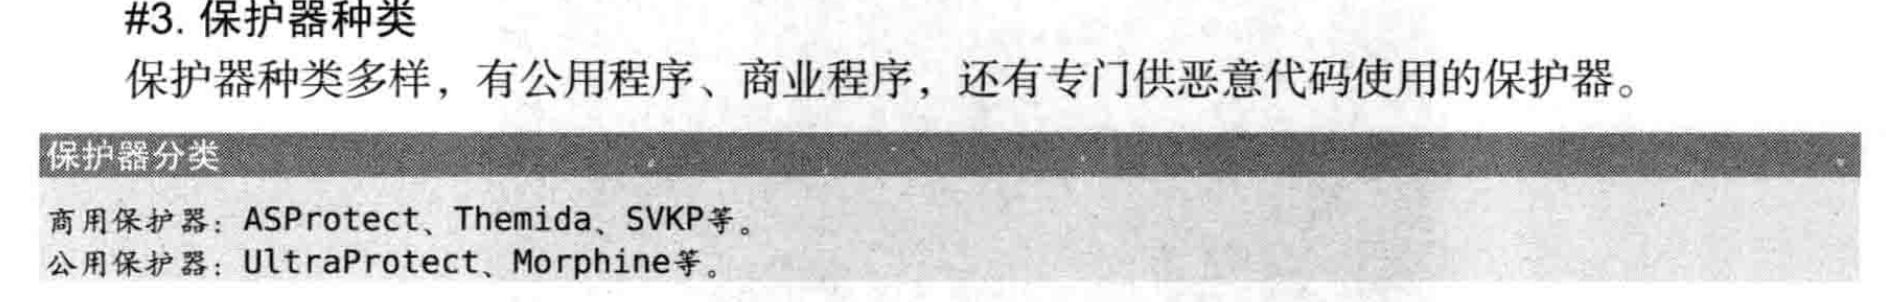 #3. 保护器种类
保护器种类多样，有公用程序、商业程序，还有专门供恶意代码使用的保护器。
保护器分类
商用保护器：ASProtect、Themida、SVKP等。
公用保护器：UltraProtect、Morphine等。